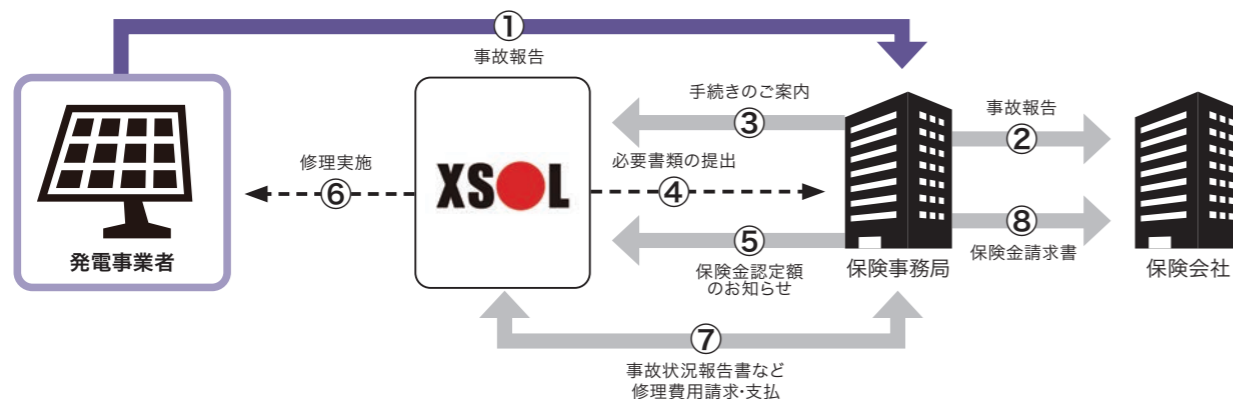 ①
事故報告
手続きのご案内
③
事故報告
②
修理実施
⑥
XSOL
必要書類の提出
④
⑤
保険金認定額
のお知らせ
⑧
保険金請求書
発電事業者
保険事務局
保険会社
⑦
事故状況報告書など
修理費用請求・支払